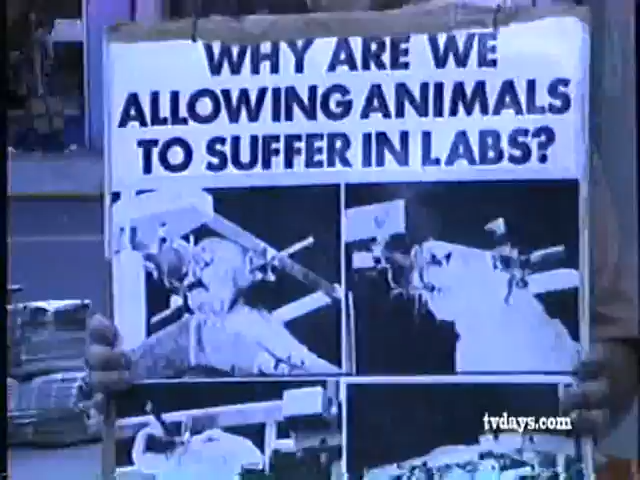 WHY ARE WE
ALLOWING ANIMALS
TO SUFFER IN LABS?
tvdays.com